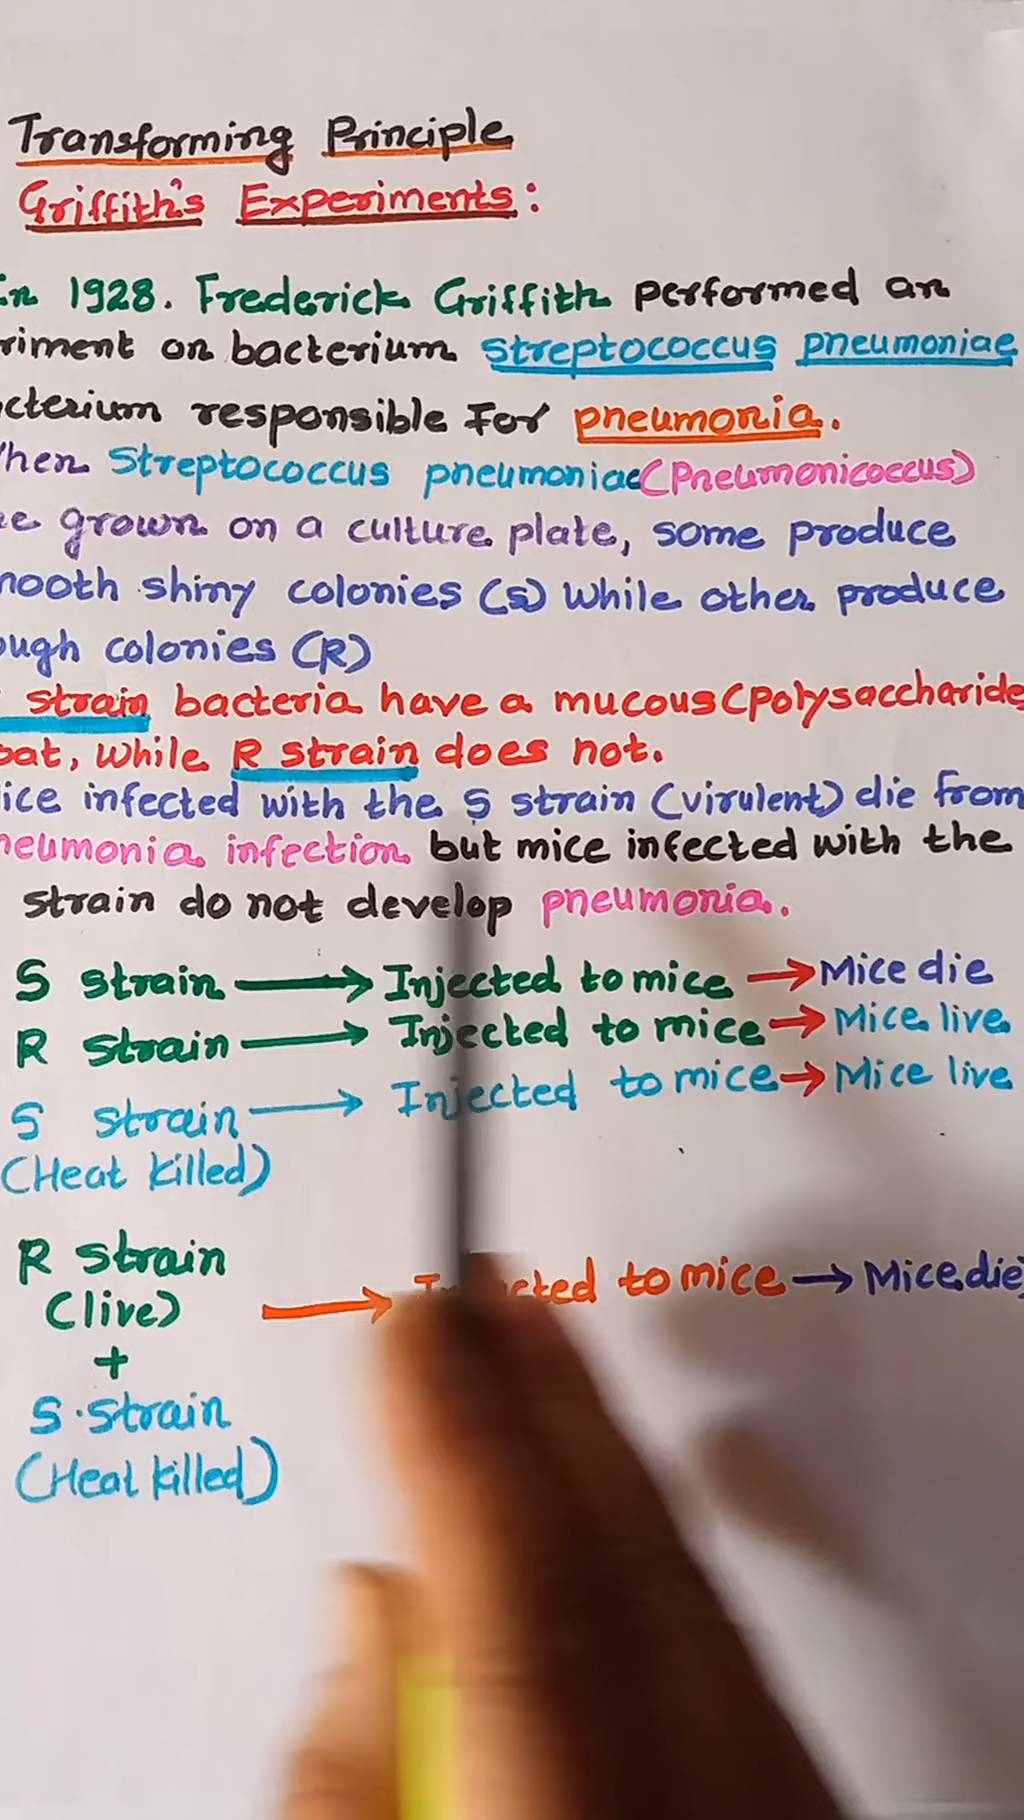 Transforming Principle
Griffith's Experiments:
In 1928. Frederick Griffith performed an
riment on bacterium streptococcus pneumoniae
cterium responsible for pneumonia.
hen Streptococcus pneumoniae (Pneumonicoccus)
e grown on a culture plate, some produce
mooth shiny colonies (S) while other produce
ough colonies (R)
strain bacteria have a mucous (polysaccharide
oat, while R strain does not.
ice infected with the S strain (virulent) die from
neumonia infection but mice infected with the
strain do not develop pneumonia.
S strain → Injected to mice → Mice die
R strain → Injected to mice → Mice live
S strain → Injected to mice → Mice live
(Heat killed)
R strain
(live) → Injected to mice → Mice die
+
S. strain
(Heat killed)